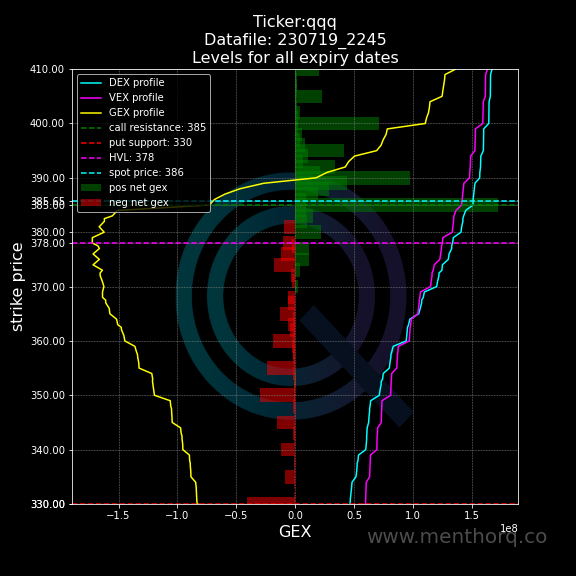 Ticker:qqq
Datafile: 230719_2245
Levels for all expiry dates
DEX profile
VEX profile
GEX profile
call resistance: 385
put support: 330
HVL: 378
spot price: 386
pos net gex
neg net gex
strike price
410.00
400.00
390.00
385.65
380.00
378.00
370.00
360.00
350.00
340.00
330.00
−1.5 −1.0 −0.5 0.0 0.5 1.0 1.5
1e8
GEX
www.menthorq.co